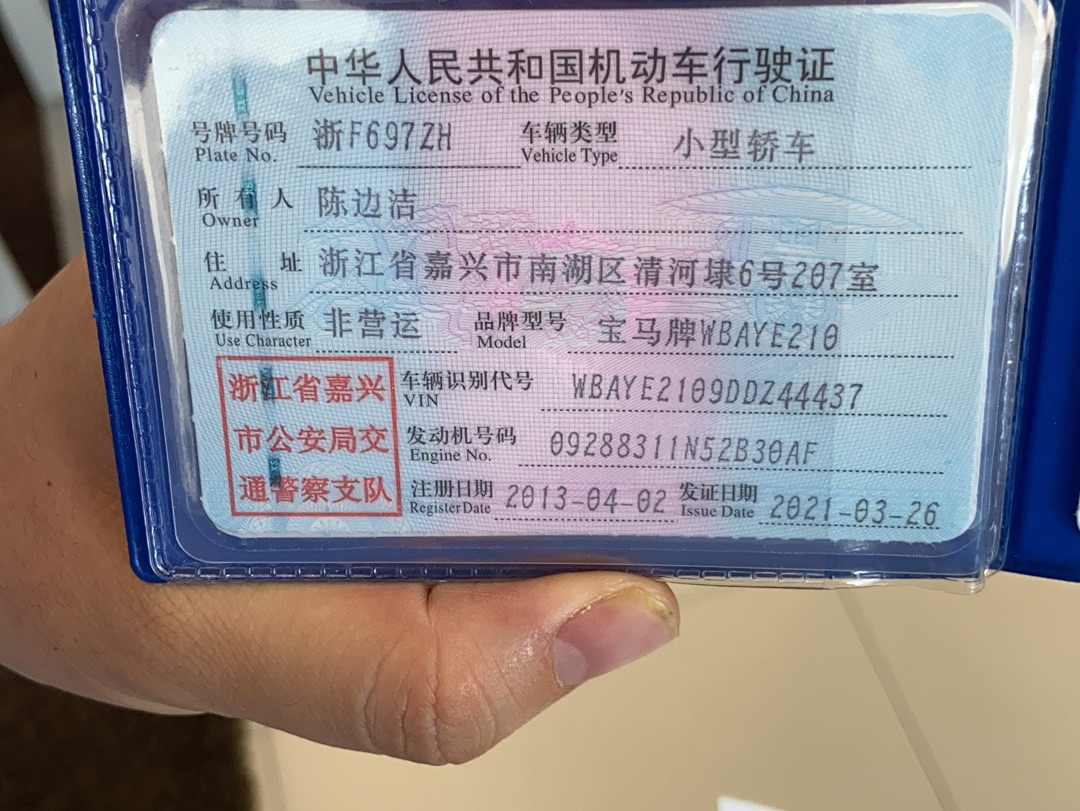 中华人民共和国机动车行驶证
Vehicle License of the People's Republic of China
号牌号码 浙F697ZH 车辆类型 小型轿车
Plate No. Vehicle Type
所有人 陈边洁
Owner
住址 浙江省嘉兴市南湖区清河埭6号207室
Address
使用性质 非营运 品牌型号 宝马牌WBAYE210
Use Character Model
车辆识别代号 WBAYE2109DDZ44437
VIN
发动机号码 09288311N52B30AF
Engine No.
注册日期 2013-04-02 发证日期 2021-03-26
Register Date Issue Date
浙江省嘉兴
市公安局交
通警察支队